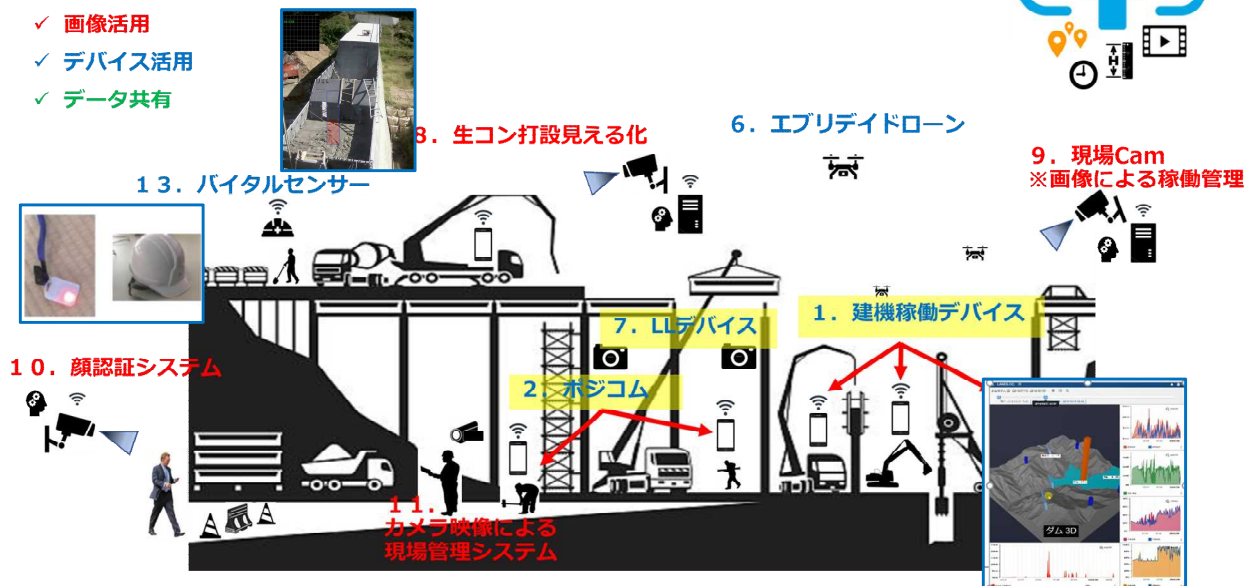 ✓ 画像活用
✓ デバイス活用
✓ データ共有
8．生コン打設見える化
6．エブリデイドローン
H
9．現場Cam
※画像による稼働管理
13．バイタルセンサー
7．LLデバイス
1．建機稼働デバイス
10．顔認証システム
2．ポジコム
11．
カメラ映像による
現場管理システム
ダム 3D